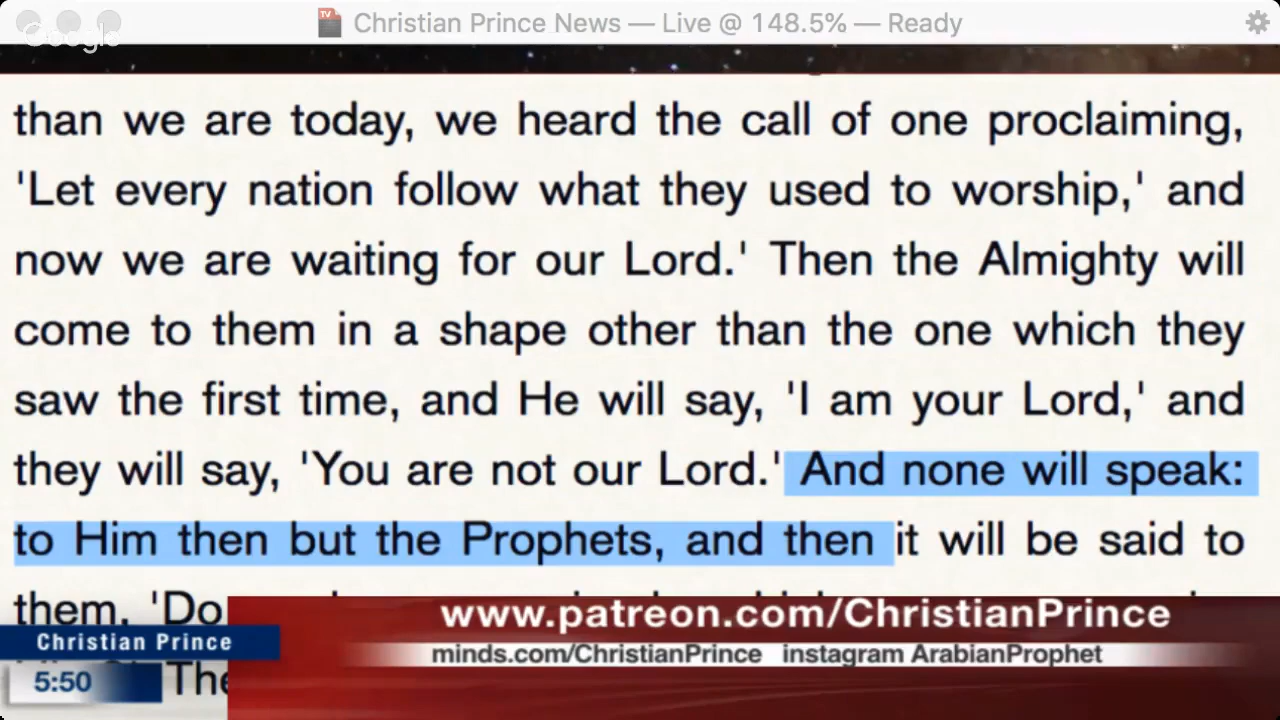 Christian Prince News — Live @ 148.5% — Ready
TV
Google
than we are today, we heard the call of one proclaiming,
'Let every nation follow what they used to worship,' and
now we are waiting for our Lord.' Then the Almighty will
come to them in a shape other than the one which they
saw the first time, and He will say, 'I am your Lord,' and
they will say, 'You are not our Lord.' And none will speak:
to Him then but the Prophets, and then it will be said to
them, 'Do
The
www.patreon.com/ChristianPrince
Christian Prince
minds.com/ChristianPrince instagram ArabianProphet
5:50